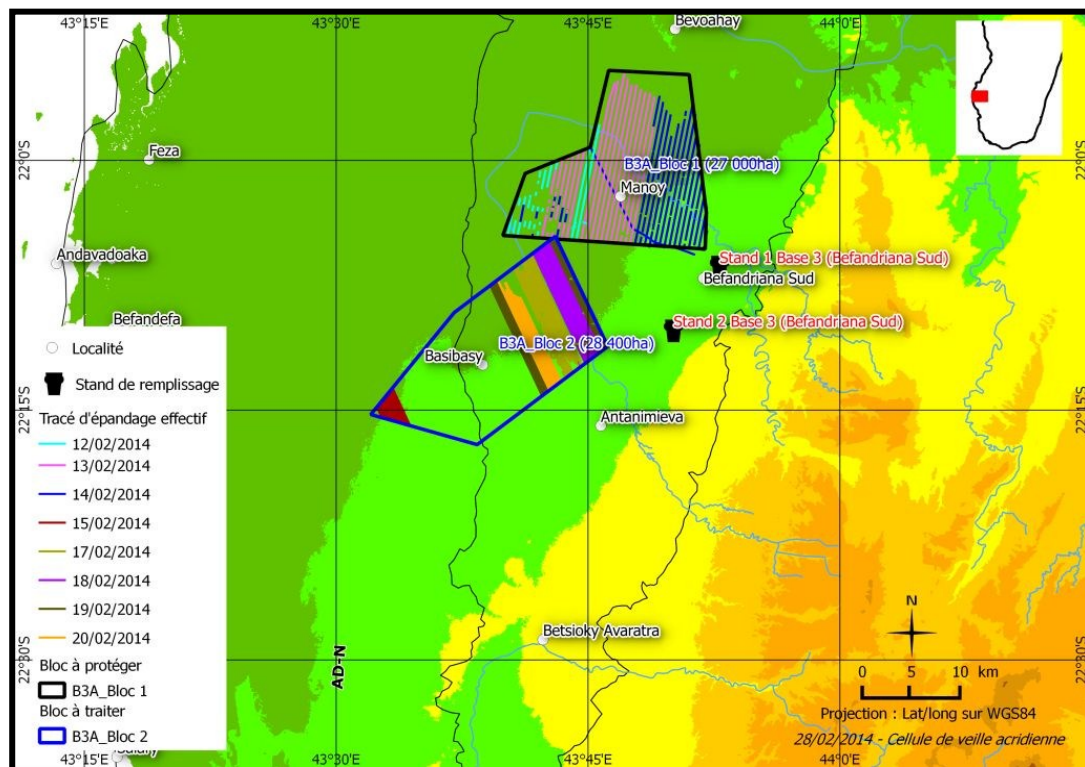 43°15'E
43°30'E
43°45'E
44°0'E
Bevoahay
22°0'S
22°0'S
Feza
B3A_Bloc 1 (27 000ha)
Manoy
Andavadoaka
Stand 1 Base 3 (Befandriana Sud)
Befandriana Sud
Befandefa
Stand 2 Base 3 (Befandriana Sud)
B3A_Bloc 2 (28 400ha)
Basibasy
22°15'S
22°15'S
Antanimieva
Localité
Stand de remplissage
Tracé d'épandage effectif
12/02/2014
13/02/2014
14/02/2014
15/02/2014
17/02/2014
18/02/2014
19/02/2014
20/02/2014
Bloc à protéger
B3A_Bloc 1
Bloc à traiter
B3A_Bloc 2
Betsioky Avaratra
AD-N
N
22°30'S
22°30'S
0 5 10 km
Projection : Lat/long sur WGS84
28/02/2014 - Cellule de veille acridienne
43°15'E
43°30'E
43°45'E
44°0'E